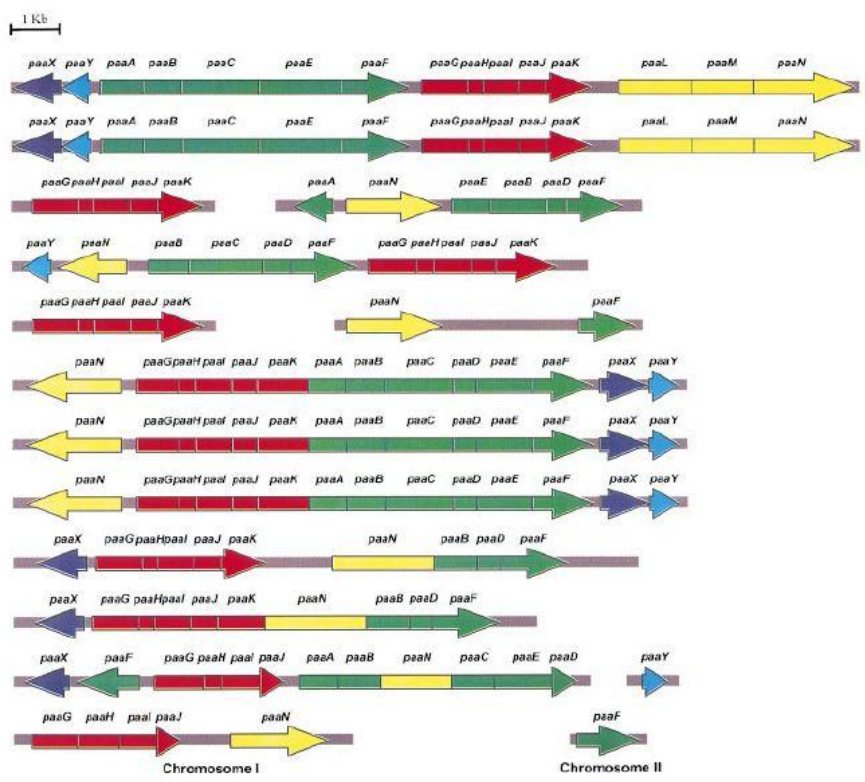 1 Kb
paaX paaY paaA paaB paaC paaE paaF paaG paaH paaI paaJ paaK paaL paaM paaN
paaX paaY paaA paaB paaC paaE paaF paaG paaH paaI paaJ paaK paaL paaM paaN
paaG paaH paaI paaJ paaK paaA paaN paaE paaB paaD paaF
paaY paaN paaB paaC paaD paaF paaG paaH paaI paaJ paaK
paaG paaH paaI paaJ paaK paaN paaF
paaN paaG paaH paaI paaJ paaK paaA paaB paaC paaD paaE paaF paaX paaY
paaN paaG paaH paaI paaJ paaK paaA paaB paaC paaD paaE paaF paaX paaY
paaN paaG paaH paaI paaJ paaK paaA paaB paaC paaD paaE paaF paaX paaY
paaX paaG paaH paaI paaJ paaK paaN paaB paaD paaF
paaX paaG paaH paaI paaJ paaK paaN paaB paaD paaF
paaX paaF paaG paaH paaI paaJ paaA paaB paaN paaC paaE paaD paaY
paaG paaH paaI paaJ paaN paaF
Chromosome I Chromosome II